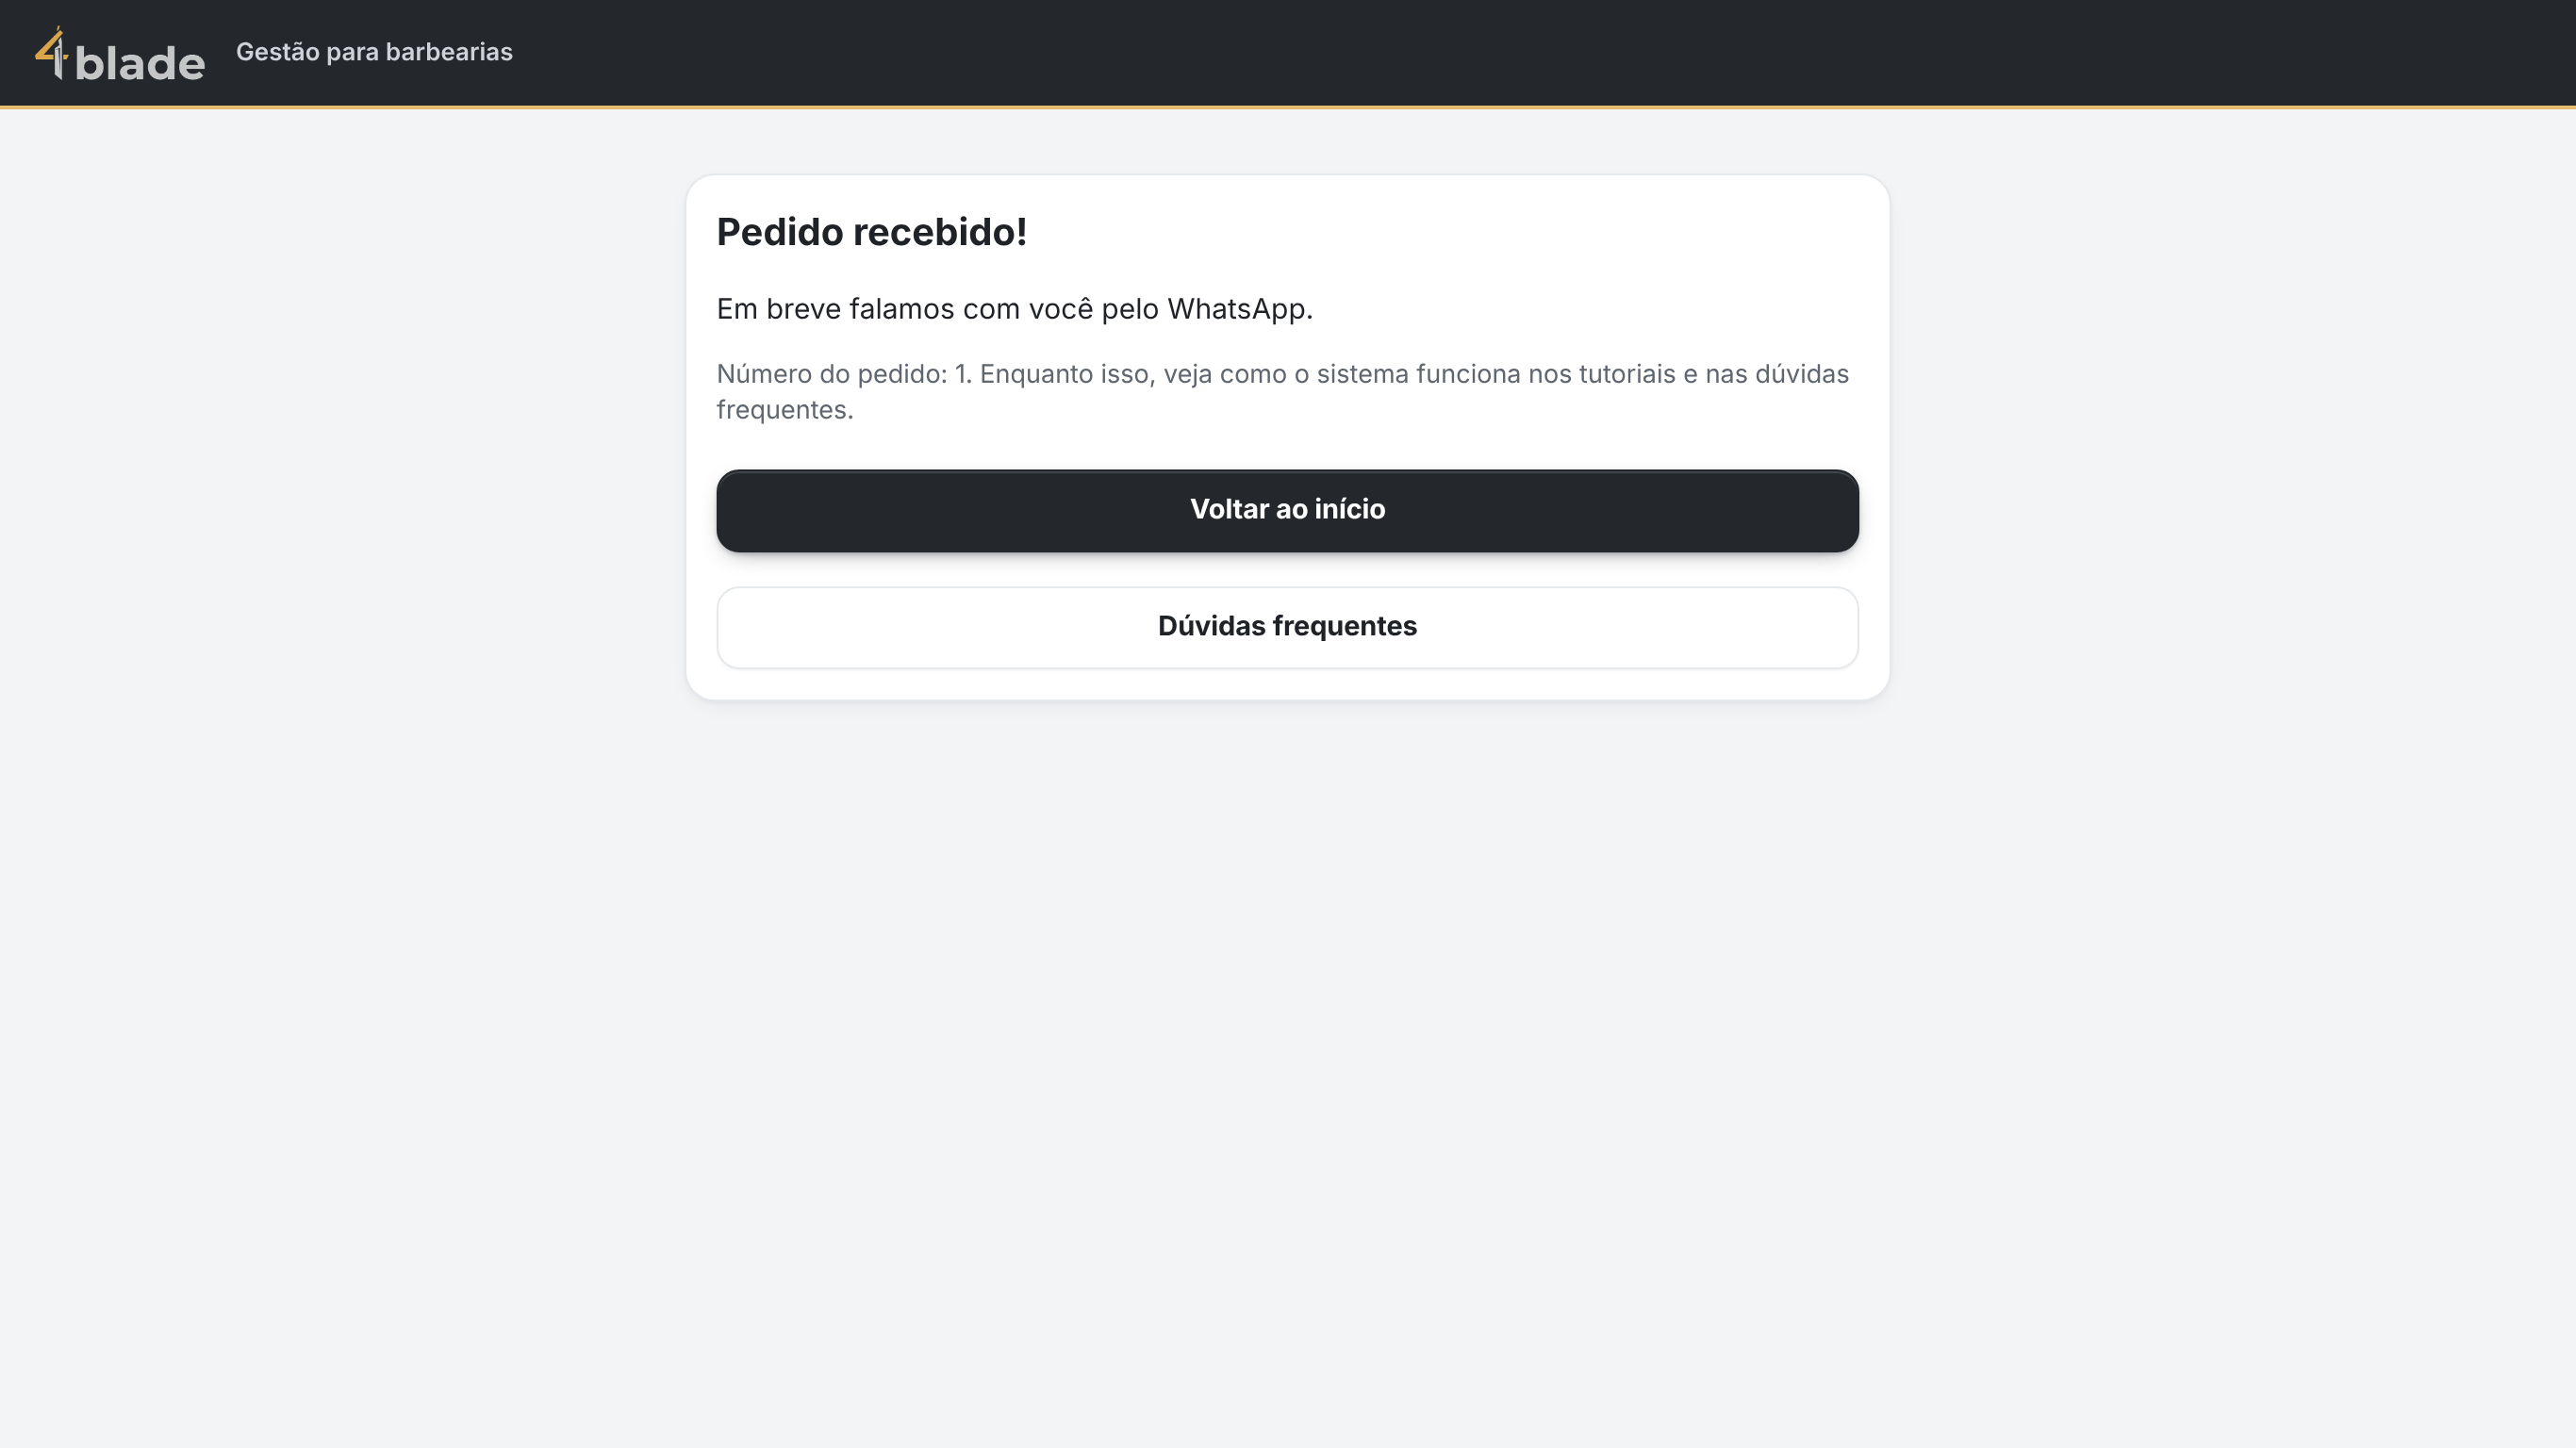 4blade
Gestão para barbearias
Pedido recebido!
Em breve falamos com você pelo WhatsApp.
Número do pedido: 1. Enquanto isso, veja como o sistema funciona nos tutoriais e nas dúvidas
frequentes.
Voltar ao início
Dúvidas frequentes